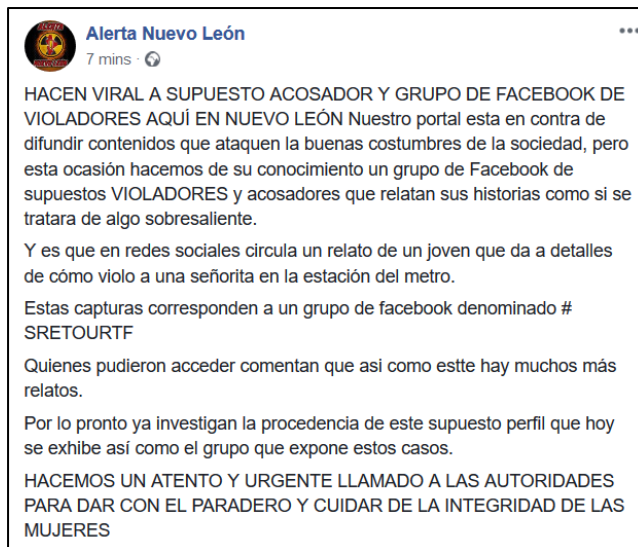 Alerta Nuevo León
7 mins ·
HACEN VIRAL A SUPUESTO ACOSADOR Y GRUPO DE FACEBOOK DE
VIOLADORES AQUÍ EN NUEVO LEÓN Nuestro portal esta en contra de
difundir contenidos que ataquen la buenas costumbres de la sociedad, pero
esta ocasión hacemos de su conocimiento un grupo de Facebook de
supuestos VIOLADORES y acosadores que relatan sus historias como si se
tratara de algo sobresaliente.
Y es que en redes sociales circula un relato de un joven que da a detalles
de cómo violo a una señorita en la estación del metro.
Estas capturas corresponden a un grupo de facebook denominado #
SRETOURTF
Quienes pudieron acceder comentan que asi como estte hay muchos más
relatos.
Por lo pronto ya investigan la procedencia de este supuesto perfil que hoy
se exhibe así como el grupo que expone estos casos.
HACEMOS UN ATENTO Y URGENTE LLAMADO A LAS AUTORIDADES
PARA DAR CON EL PARADERO Y CUIDAR DE LA INTEGRIDAD DE LAS
MUJERES